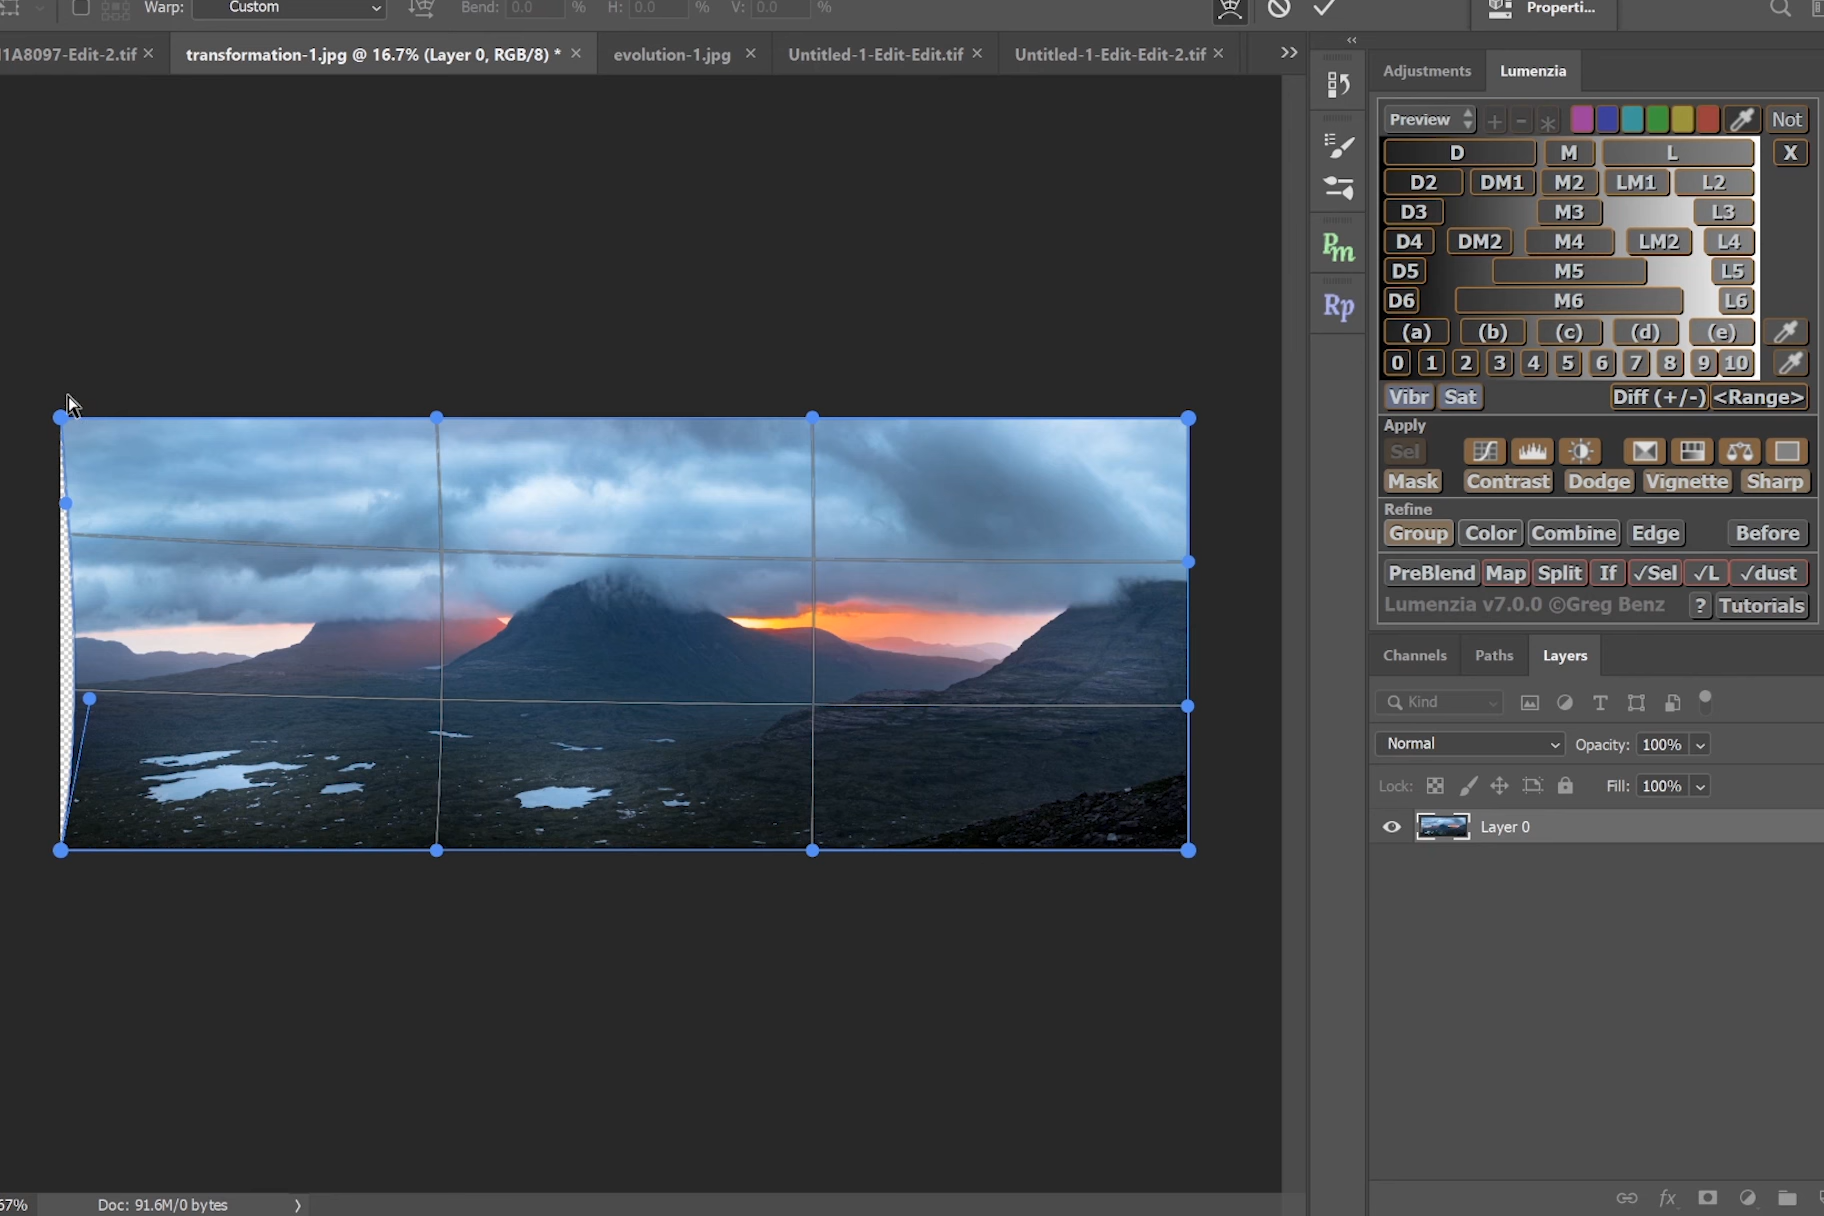 Warp: Custom Bend: 0.0 % H: 0.0 % V: 0.0 % Properti...
1A8097-Edit-2.tif × transformation-1.jpg @ 16.7% (Layer 0, RGB/8) * × evolution-1.jpg × Untitled-1-Edit-Edit.tif × Untitled-1-Edit-Edit-2.tif ×
Adjustments Lumenzia
Preview + - * Not
D M L X
D2 DM1 M2 LM1 L2
D3 M3 L3
D4 DM2 M4 LM2 L4
D5 M5 L5
D6 M6 L6
(a) (b) (c) (d) (e)
0 1 2 3 4 5 6 7 8 9 10
Vibr Sat Diff (+/-) <Range>
Apply
Sel
Mask Contrast Dodge Vignette Sharp
Refine
Group Color Combine Edge Before
PreBlend Map Split If √Sel √L √dust
Lumenzia v7.0.0 ©Greg Benz ? Tutorials
Pm
Rp
Channels Paths Layers
Kind
Normal Opacity: 100%
Lock: Fill: 100%
Layer 0
fx
67% Doc: 91.6M/0 bytes